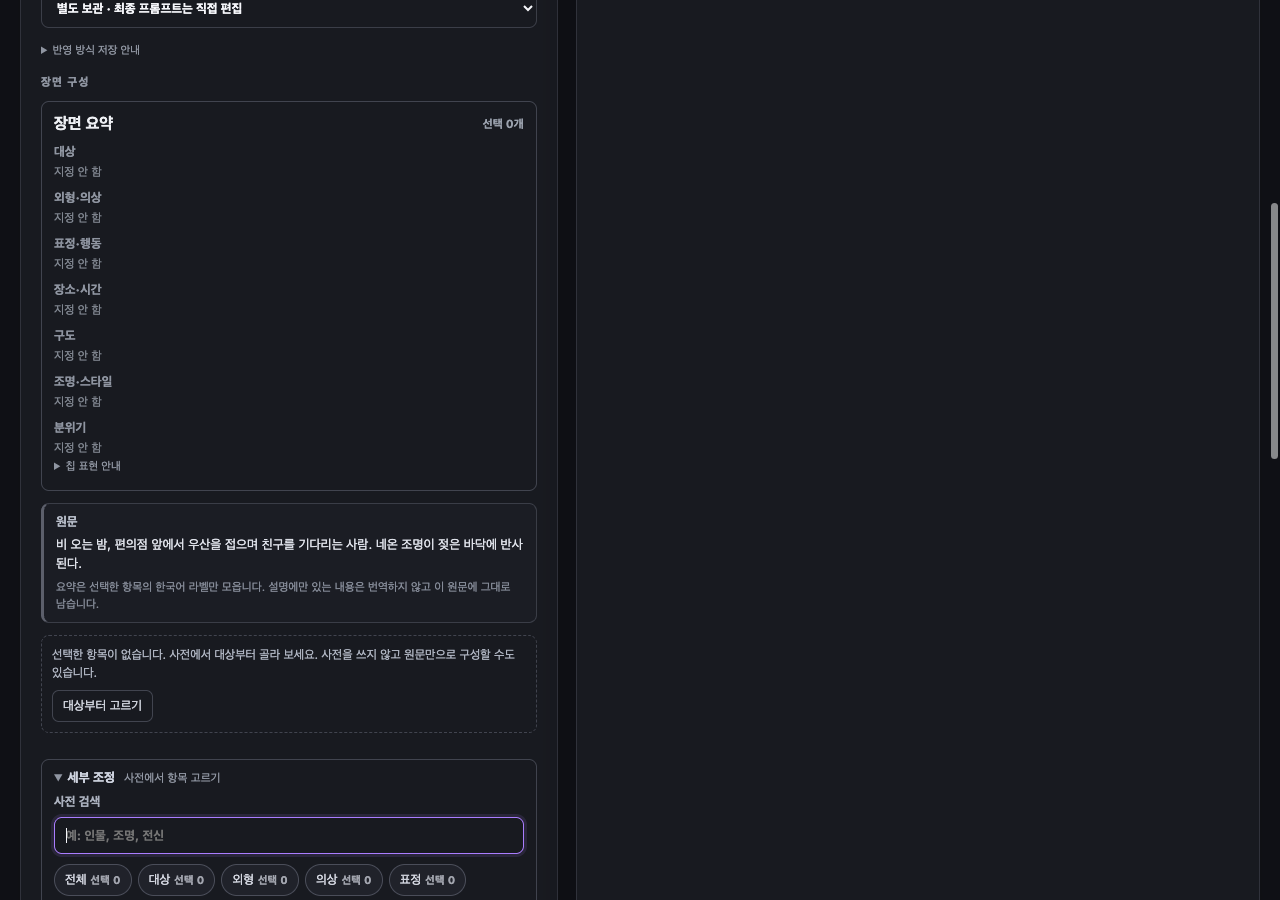 별도 보관 · 최종 프롬프트는 직접 편집
반영 방식 저장 안내
장면 구성
장면 요약
선택 0개
대상
지정 안 함
외형·의상
지정 안 함
표정·행동
지정 안 함
장소·시간
지정 안 함
구도
지정 안 함
조명·스타일
지정 안 함
분위기
지정 안 함
칩 표현 안내
원문
비 오는 밤, 편의점 앞에서 우산을 접으며 친구를 기다리는 사람. 네온 조명이 젖은 바닥에 반사
된다.
요약은 선택한 항목의 한국어 라벨만 모읍니다. 설명에만 있는 내용은 번역하지 않고 이 원문에 그대로
남습니다.
선택한 항목이 없습니다. 사전에서 대상부터 골라 보세요. 사전을 쓰지 않고 원문만으로 구성할 수도
있습니다.
대상부터 고르기
세부 조정 사전에서 항목 고르기
사전 검색
예: 인물, 조명, 전신
전체 선택 0 대상 선택 0 외형 선택 0 의상 선택 0 표정 선택 0